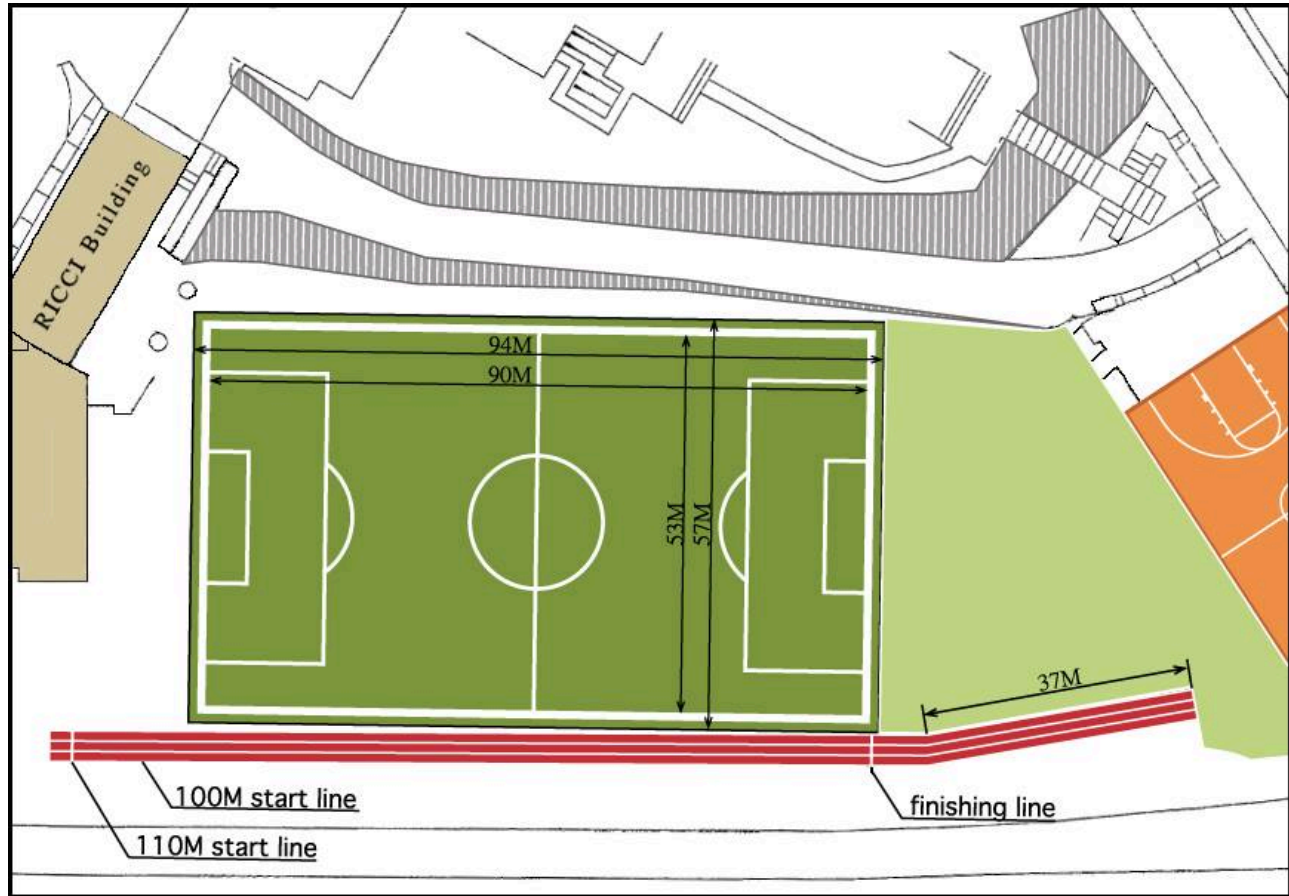 RICCI Building
94M
90M
53M
57M
37M
100M start line
finishing line
110M start line